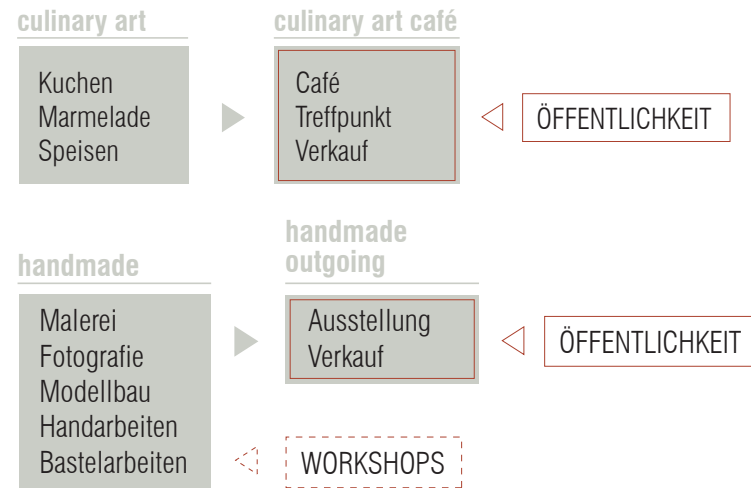 culinary art
culinary art café
Kuchen
Marmelade
Speisen
Café
Treffpunkt
Verkauf
ÖFFENTLICHKEIT
handmade
handmade
outgoing
Malerei
Fotografie
Modellbau
Handarbeiten
Bastelarbeiten
Ausstellung
Verkauf
ÖFFENTLICHKEIT
WORKSHOPS